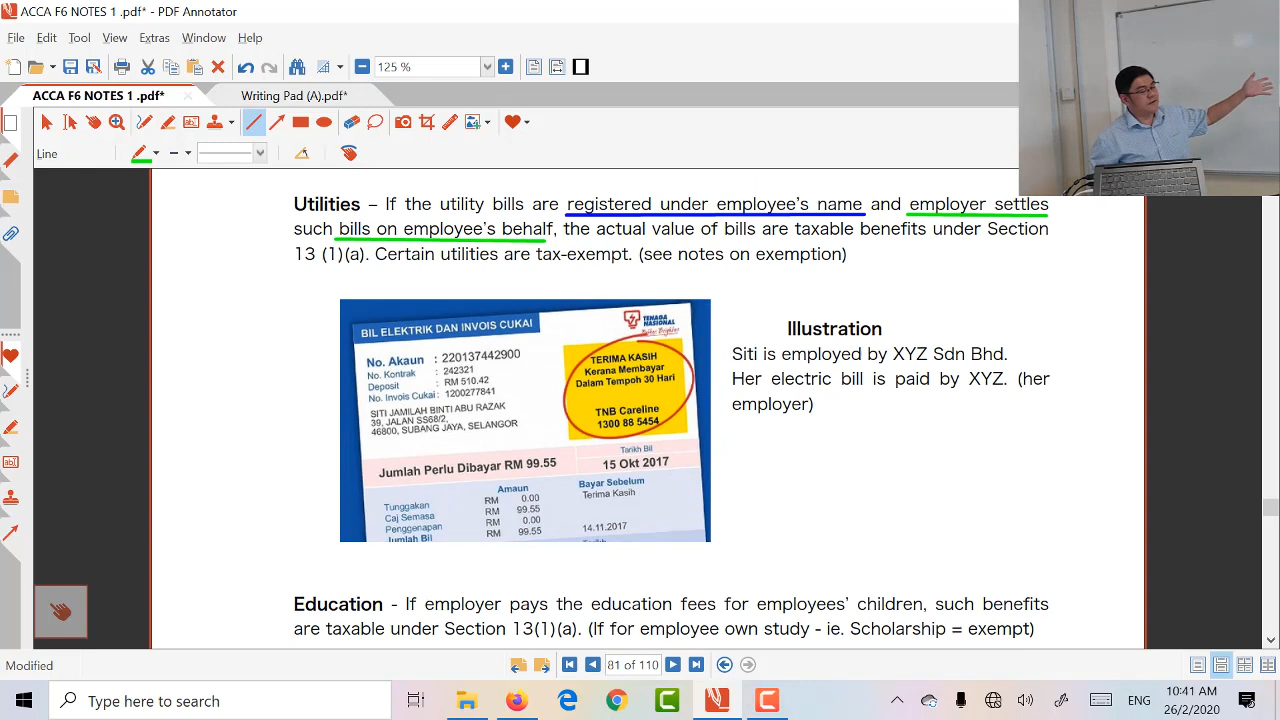 ACCA F6 NOTES 1 .pdf* - PDF Annotator
File Edit Tool View Extras Window Help
125 %
ACCA F6 NOTES 1 .pdf* Writing Pad (A).pdf*
Line
Utilities – If the utility bills are registered under employee's name and employer settles
such bills on employee's behalf, the actual value of bills are taxable benefits under Section
13 (1)(a). Certain utilities are tax-exempt. (see notes on exemption)
BIL ELEKTRIK DAN INVOIS CUKAI
TENAGA
NASIONAL
No. Akaun : 220137442900
No. Kontrak : 242321
Deposit : RM 510.42
No. Invois Cukai : 1200277841
SITI JAMILAH BINTI ABU RAZAK
39, JALAN SS68/2,
46800, SUBANG JAYA, SELANGOR
TERIMA KASIH
Kerana Membayar
Dalam Tempoh 30 Hari
TNB Careline
1300 88 5454
Jumlah Perlu Dibayar RM 99.55
Tarikh Bil
15 Okt 2017
Amaun
Tunggakan RM 0.00
Caj Semasa RM 99.55
Penggenapan RM 0.00
Jumlah Bil RM 99.55
Bayar Sebelum
Terima Kasih
14.11.2017
Tarikh
Illustration
Siti is employed by XYZ Sdn Bhd.
Her electric bill is paid by XYZ. (her
employer)
Education - If employer pays the education fees for employees' children, such benefits
are taxable under Section 13(1)(a). (If for employee own study - ie. Scholarship = exempt)
Modified
81 of 110
Type here to search
ENG
10:41 AM
26/2/2020